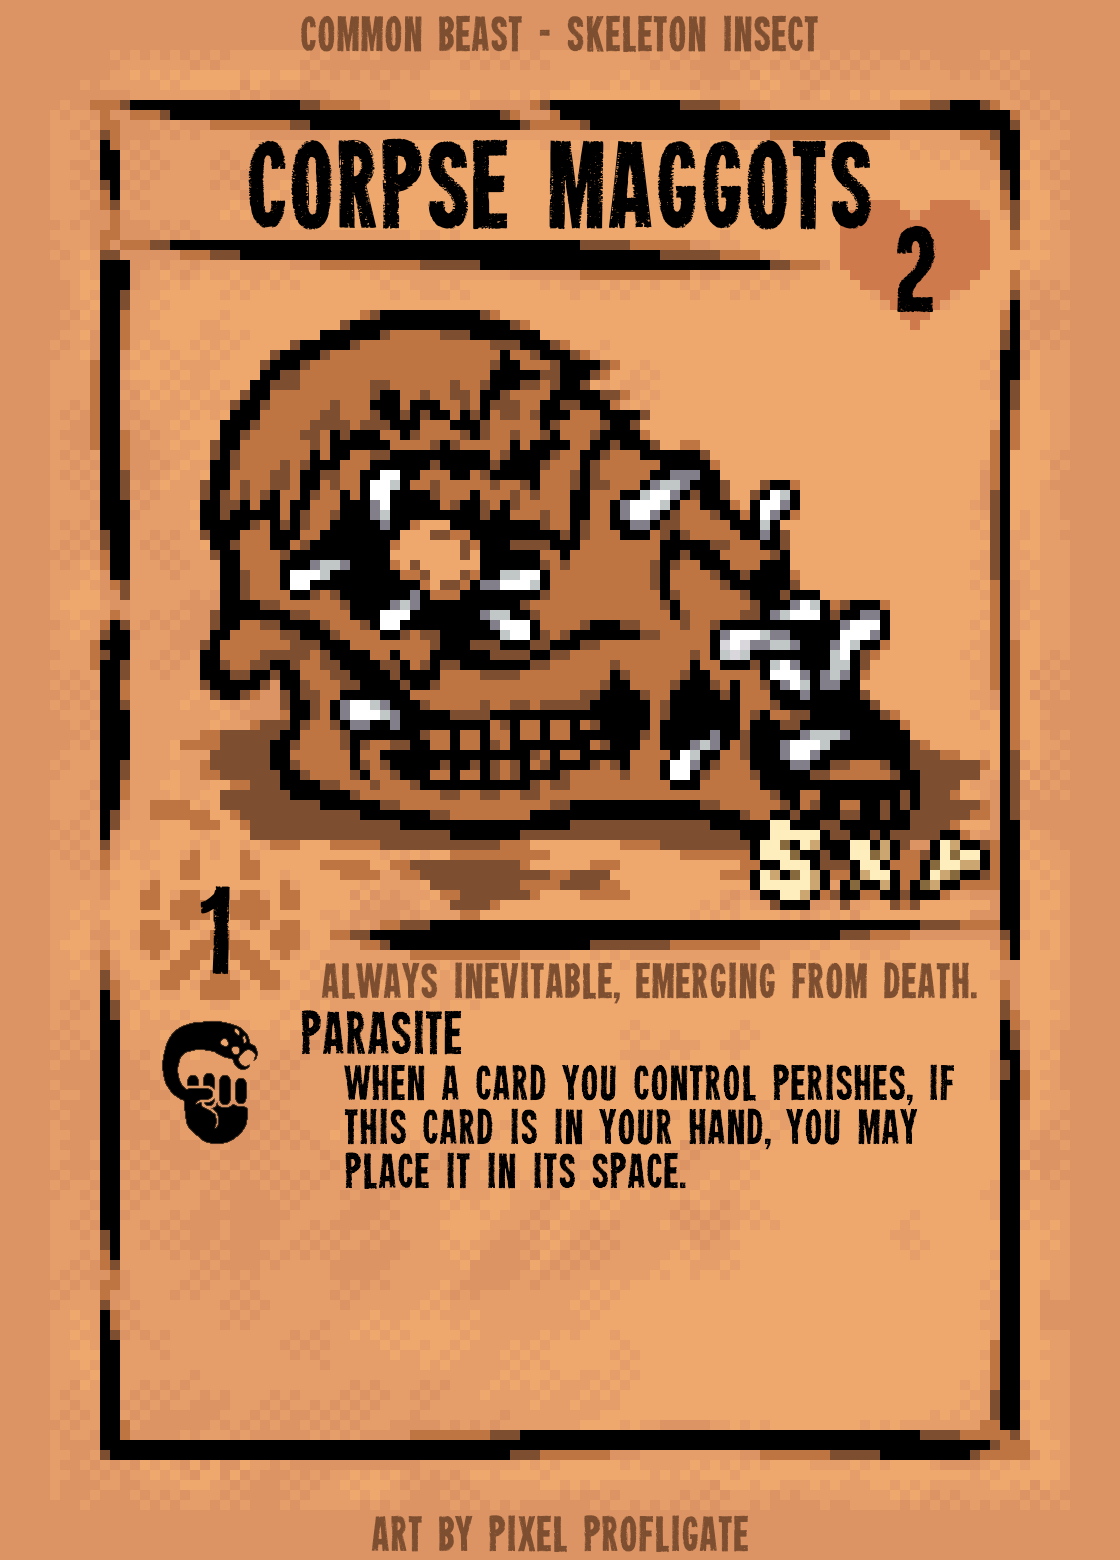 COMMON BEAST - SKELETON INSECT
CORPSE MAGGOTS
2
S X Y
1
ALWAYS INEVITABLE, EMERGING FROM DEATH.
PARASITE
WHEN A CARD YOU CONTROL PERISHES, IF
THIS CARD IS IN YOUR HAND, YOU MAY
PLACE IT IN ITS SPACE.
ART BY PIXEL PROFLIGATE